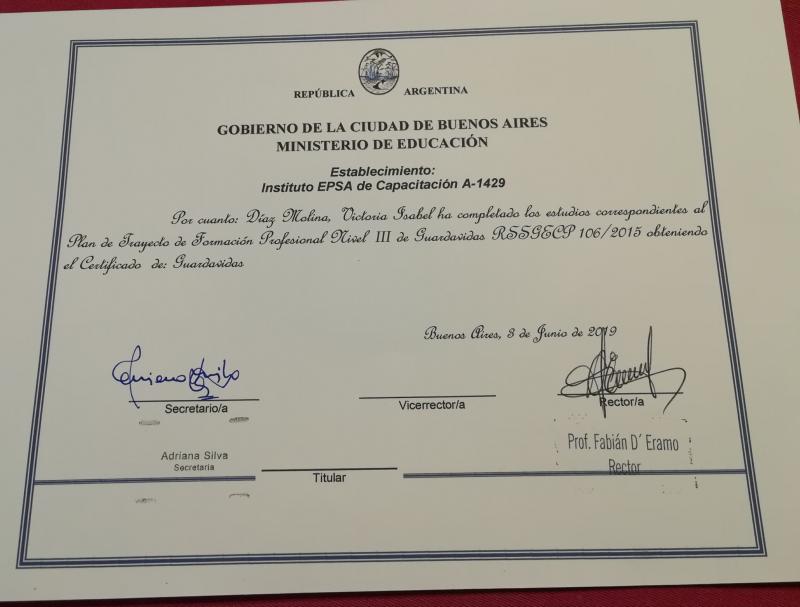 REPÚBLICA ARGENTINA
GOBIERNO DE LA CIUDAD DE BUENOS AIRES
MINISTERIO DE EDUCACIÓN
Establecimiento:
Instituto EPSA de Capacitación A-1429
Por cuanto: Díaz Molina, Victoria Isabel ha completado los estudios correspondientes al
Plan de Trayecto de Formación Profesional Nivel III de Guardavidas RSSGECP 106/2015 obteniendo
el Certificado de: Guardavidas
Buenos Aires, 3 de Junio de 2019
Secretario/a
Vicerrector/a
Rector/a
Prof. Fabián D´ Eramo
Rector
Adriana Silva
Secretaria
Titular